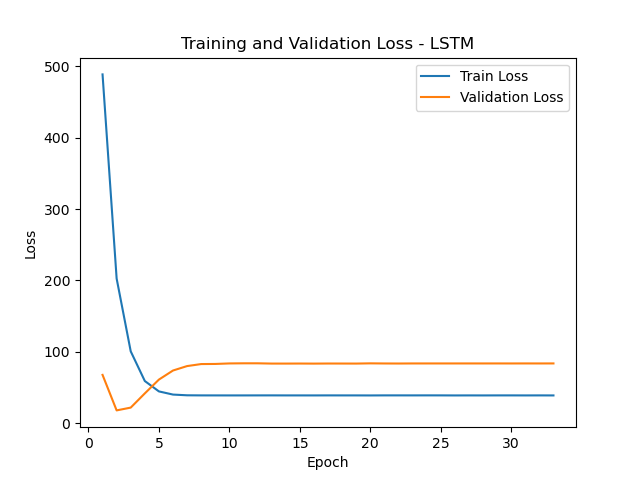 Training and Validation Loss - LSTM
Train Loss
Validation Loss
500
400
300
200
100
0
Loss
0 5 10 15 20 25 30
Epoch